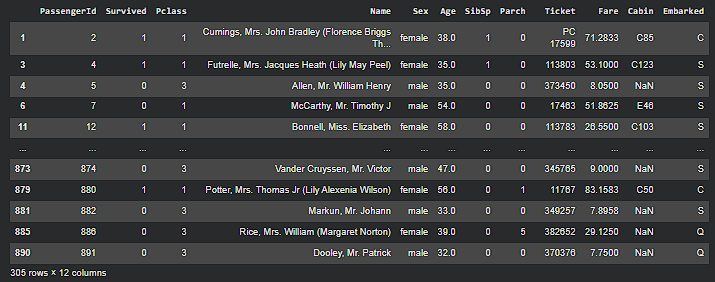 PassengerId Survived Pclass Name Sex Age SibSp Parch Ticket Fare Cabin Embarked
1 2 1 1 Cumings, Mrs. John Bradley (Florence Briggs Th... female 38.0 1 0 PC 17599 71.2833 C85 C
3 4 1 1 Futrelle, Mrs. Jacques Heath (Lily May Peel) female 35.0 1 0 113803 53.1000 C123 S
4 5 0 3 Allen, Mr. William Henry male 35.0 0 0 373450 8.0500 NaN S
6 7 0 1 McCarthy, Mr. Timothy J male 54.0 0 0 17463 51.8625 E46 S
11 12 1 1 Bonnell, Miss. Elizabeth female 58.0 0 0 113783 26.5500 C103 S
... ... ... ... ... ... ... ... ... ... ... ... ...
873 874 0 3 Vander Cruyssen, Mr. Victor male 47.0 0 0 345765 9.0000 NaN S
879 880 1 1 Potter, Mrs. Thomas Jr (Lily Alexenia Wilson) female 56.0 0 1 11767 83.1583 C50 C
881 882 0 3 Markun, Mr. Johann male 33.0 0 0 349257 7.8958 NaN S
885 886 0 3 Rice, Mrs. William (Margaret Norton) female 39.0 0 5 382652 29.1250 NaN Q
890 891 0 3 Dooley, Mr. Patrick male 32.0 0 0 370376 7.7500 NaN Q
305 rows × 12 columns